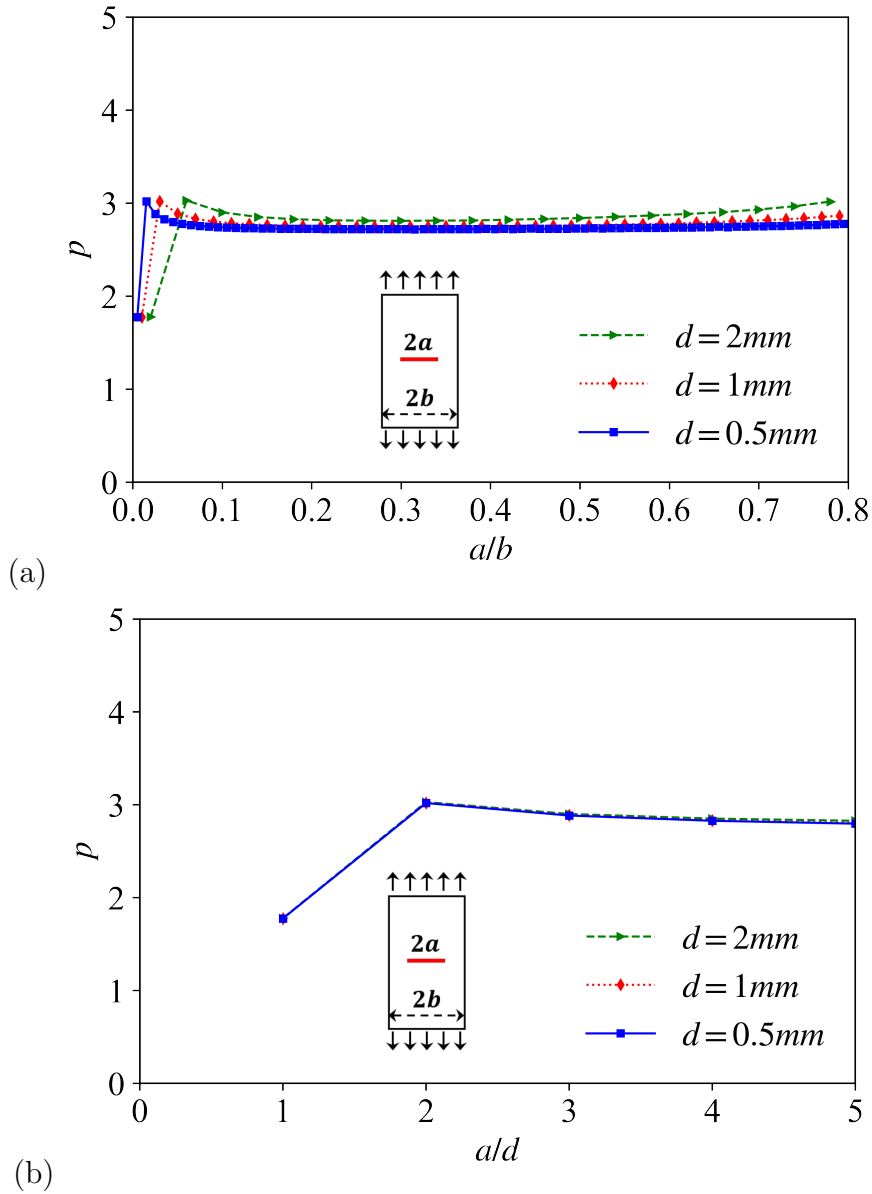 5
4
3
2
1
0
p
2a
2b
d = 2mm
d = 1mm
d = 0.5mm
0.0 0.1 0.2 0.3 0.4 0.5 0.6 0.7 0.8
a/b
(a)
5
4
3
2
1
0
p
2a
2b
d = 2mm
d = 1mm
d = 0.5mm
0 1 2 3 4 5
a/d
(b)